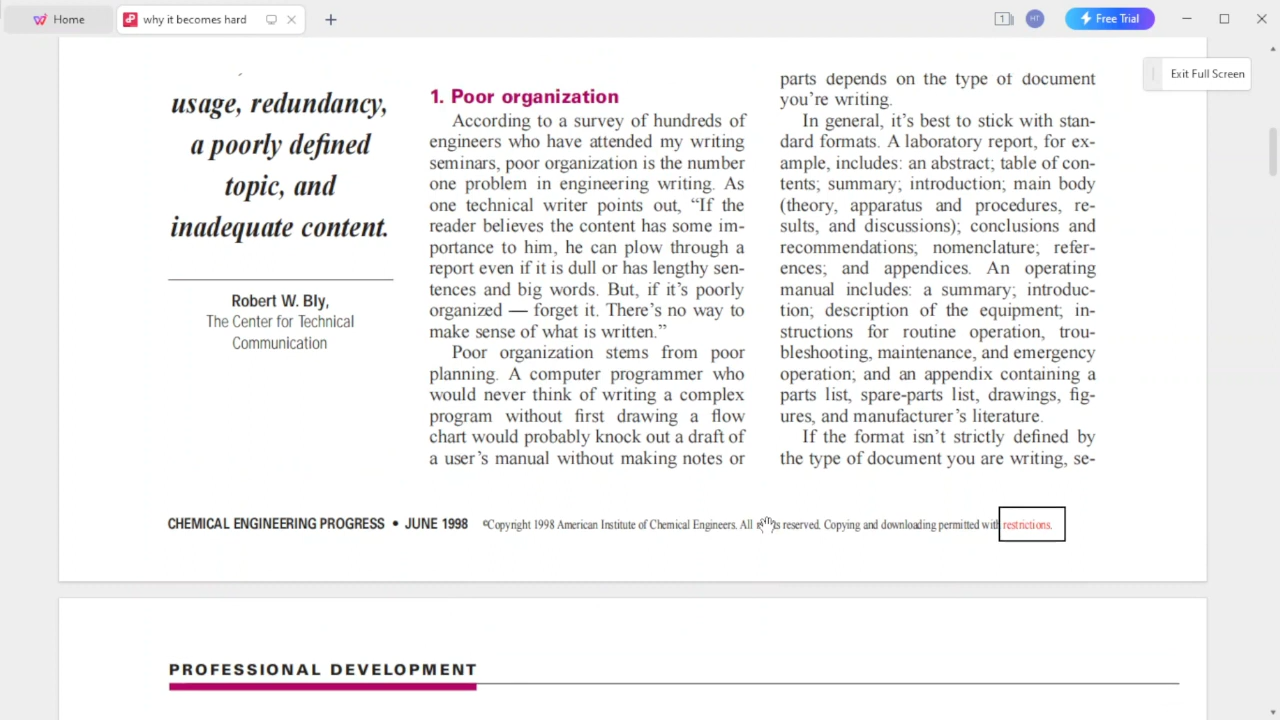 Home
why it becomes hard
1
HT
Free Trial
Exit Full Screen
usage, redundancy,
a poorly defined
topic, and
inadequate content.
Robert W. Bly,
The Center for Technical
Communication
1. Poor organization
According to a survey of hundreds of
engineers who have attended my writing
seminars, poor organization is the number
one problem in engineering writing. As
one technical writer points out, “If the
reader believes the content has some im-
portance to him, he can plow through a
report even if it is dull or has lengthy sen-
tences and big words. But, if it’s poorly
organized — forget it. There’s no way to
make sense of what is written.”
Poor organization stems from poor
planning. A computer programmer who
would never think of writing a complex
program without first drawing a flow
chart would probably knock out a draft of
a user’s manual without making notes or
parts depends on the type of document
you’re writing.
In general, it’s best to stick with stan-
dard formats. A laboratory report, for ex-
ample, includes: an abstract; table of con-
tents; summary; introduction; main body
(theory, apparatus and procedures, re-
sults, and discussions); conclusions and
recommendations; nomenclature; refer-
ences; and appendices. An operating
manual includes: a summary; introduc-
tion; description of the equipment; in-
structions for routine operation, trou-
bleshooting, maintenance, and emergency
operation; and an appendix containing a
parts list, spare-parts list, drawings, fig-
ures, and manufacturer’s literature.
If the format isn’t strictly defined by
the type of document you are writing, se-
CHEMICAL ENGINEERING PROGRESS • JUNE 1998 ©Copyright 1998 American Institute of Chemical Engineers. All rights reserved. Copying and downloading permitted with restrictions.
PROFESSIONAL DEVELOPMENT